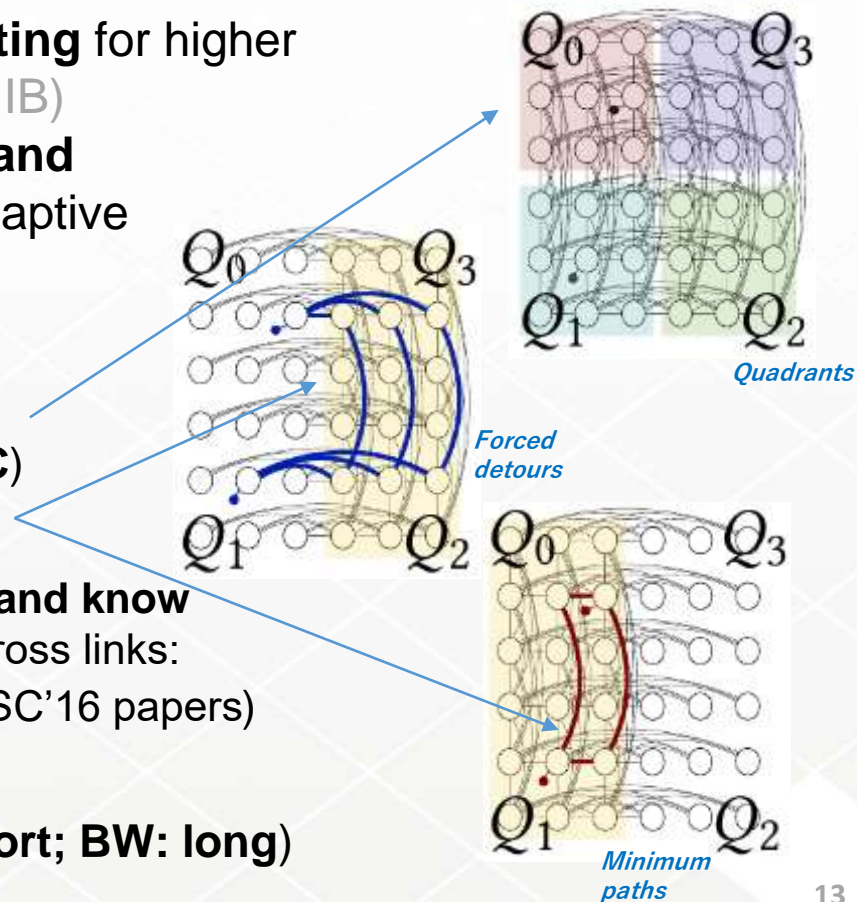 ting for higher
IB)
and
aptive
C)
and know
ross links:
SC'16 papers)
ort; BW: long)
Q0
Q3
Q1
Q2
Quadrants
Q0
Q3
Q1
Q2
Forced
detours
Q0
Q3
Q1
Q2
Minimum
paths
13